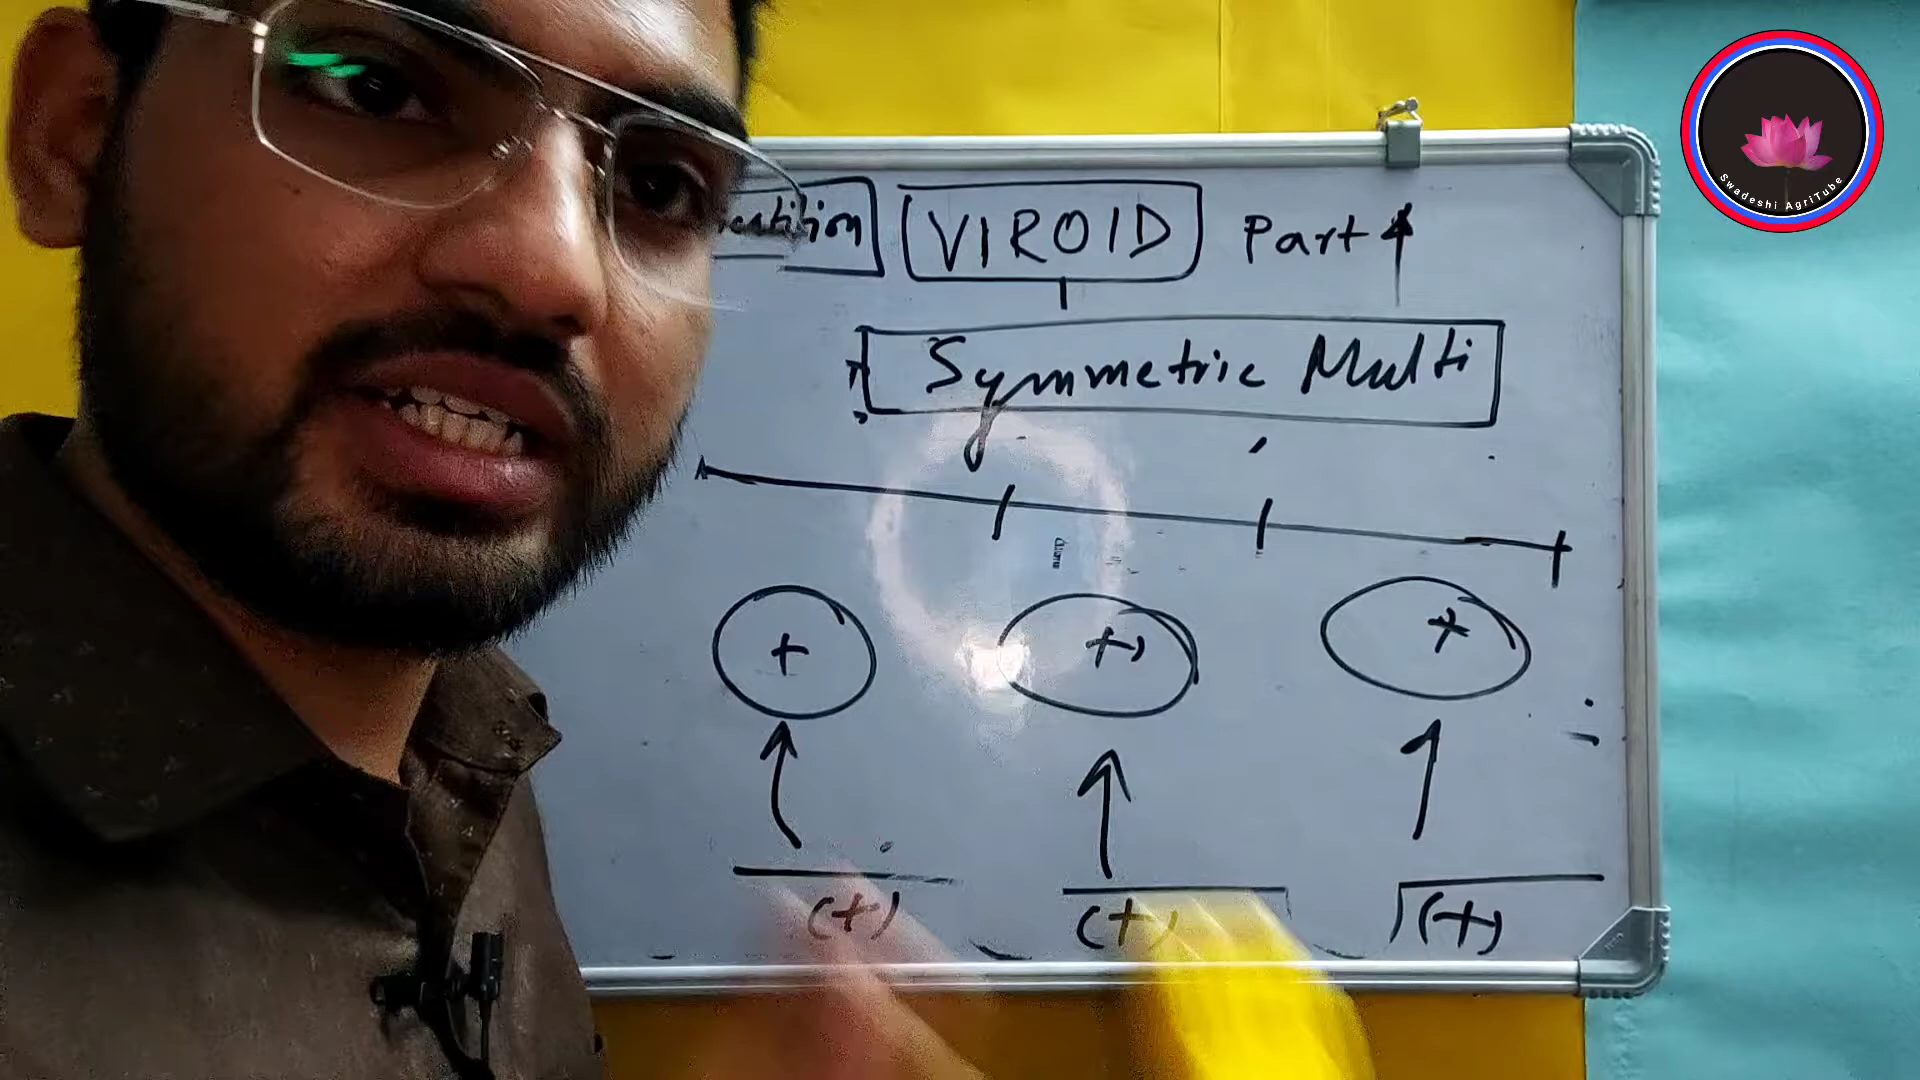 VIROID Part 4
Symmetric Multi
+ (+) +
(+) (+) (+)
Swadeshi AgriTube